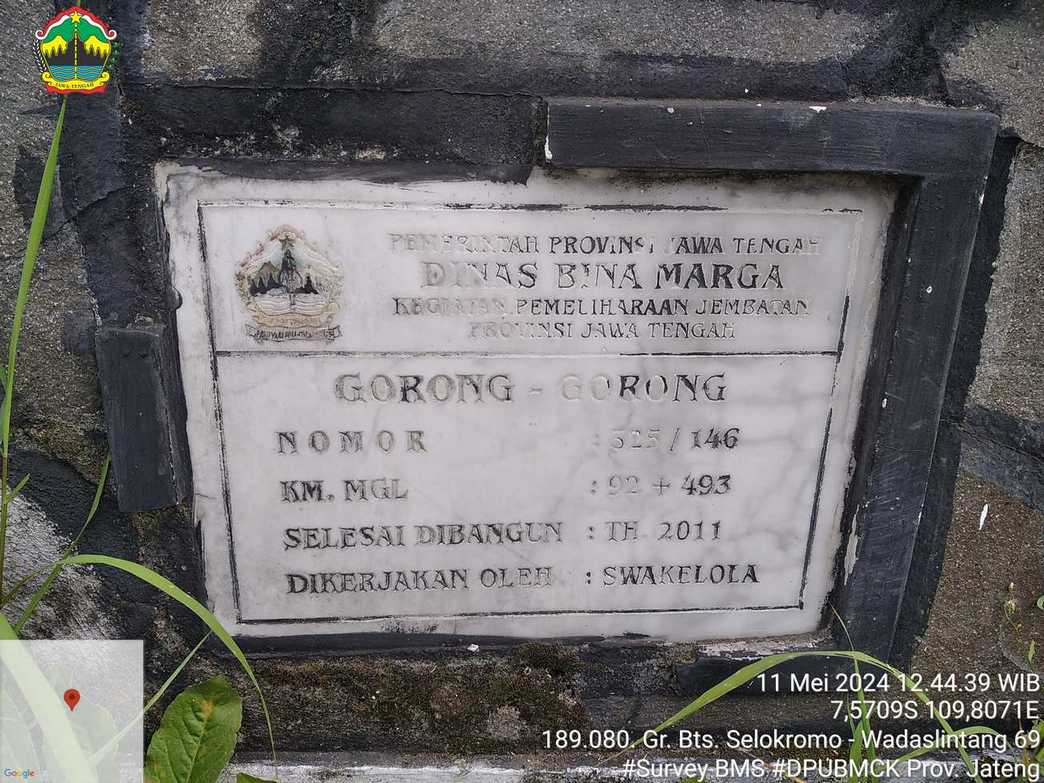 JAWA TENGAH
PEMERINTAH PROVINSI JAWA TENGAH
DINAS BINA MARGA
KEGIATAN PEMELIHARAAN JEMBATAN
PROVINSI JAWA TENGAH
GORONG - GORONG
NOMOR : 325 / 146
KM. MGL : 92 + 493
SELESAI DIBANGUN : TH. 2011
DIKERJAKAN OLEH : SWAKELOLA
11 Mei 2024 12.44.39 WIB
7,5709S 109,8071E
189.080. Gr. Bts. Selokromo - Wadaslintang 69
#Survey BMS #DPUBMCK Prov. Jateng
Google